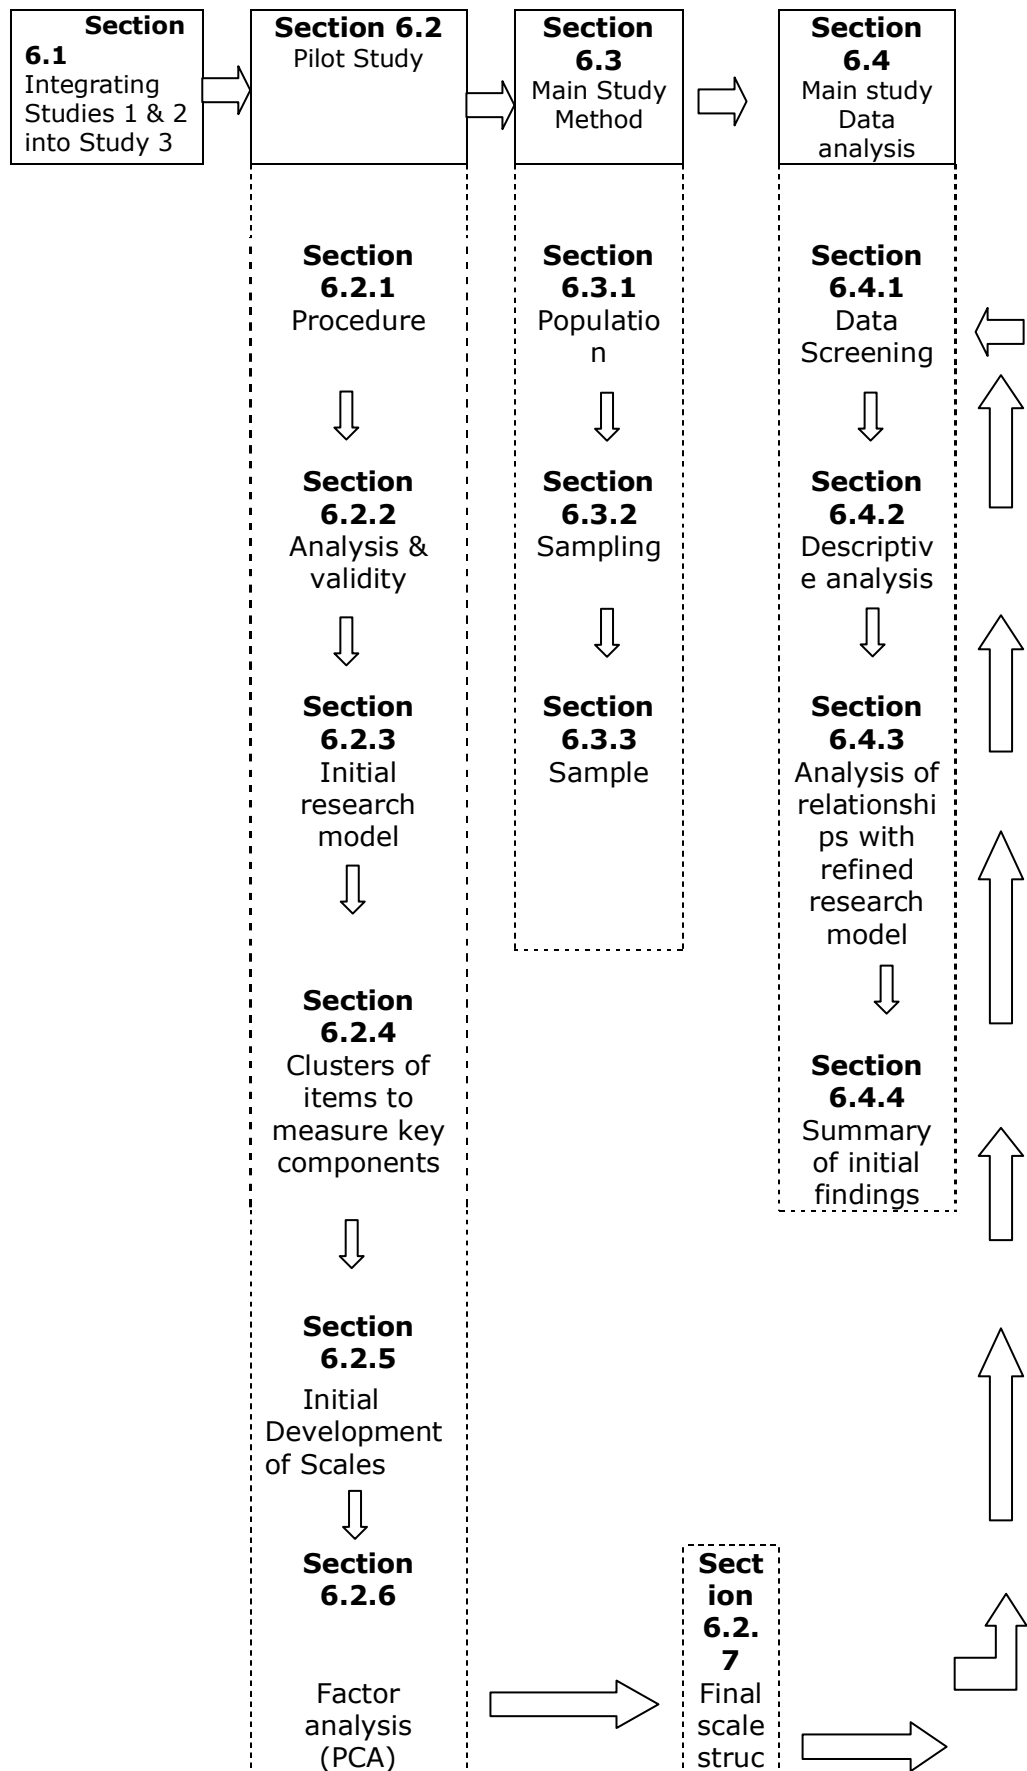 Section
6.1
Integrating
Studies 1 & 2
into Study 3
Section 6.2
Pilot Study
Section
6.3
Main Study
Method
Section
6.4
Main study
Data
analysis
Section
6.2.1
Procedure
Section
6.2.2
Analysis &
validity
Section
6.2.3
Initial
research
model
Section
6.2.4
Clusters of
items to
measure key
components
Section
6.2.5
Initial
Development
of Scales
Section
6.2.6
Factor
analysis
(PCA)
Sect
ion
6.2.
7
Final
scale
struc
Section
6.3.1
Populatio
n
Section
6.3.2
Sampling
Section
6.3.3
Sample
Section
6.4.1
Data
Screening
Section
6.4.2
Descriptiv
e analysis
Section
6.4.3
Analysis of
relationshi
ps with
refined
research
model
Section
6.4.4
Summary
of initial
findings